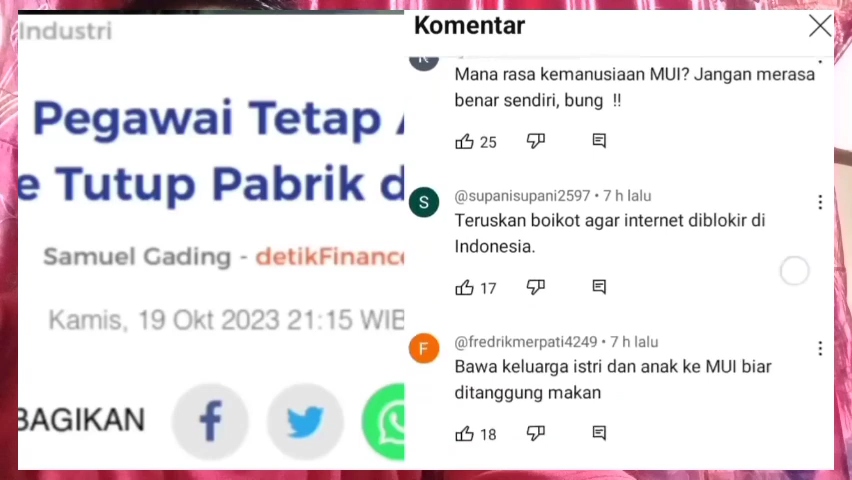 Industri
Pegawai Tetap
e Tutup Pabrik d
Samuel Gading - detikFinance
Kamis, 19 Okt 2023 21:15 WIB
BAGIKAN
Komentar
Mana rasa kemanusiaan MUI? Jangan merasa
benar sendiri, bung !!
25
S
@supanisupani2597 • 7 h lalu
Teruskan boikot agar internet diblokir di
Indonesia.
17
F
@fredrikmerpati4249 • 7 h lalu
Bawa keluarga istri dan anak ke MUI biar
ditanggung makan
18